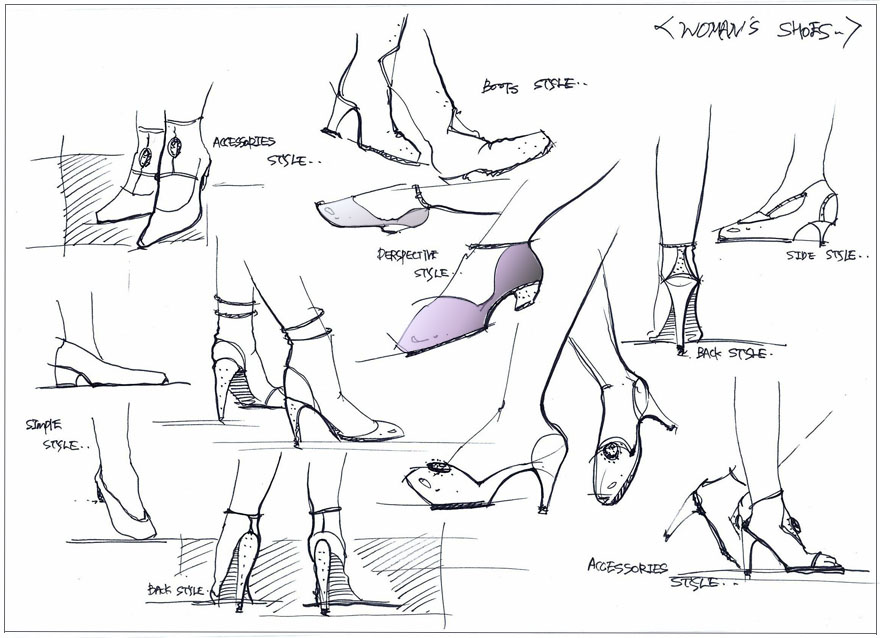 <WOMAN'S SHOES~>
BOOTS STYLE..
ACCESSORIES
STYLE..
PERSPECTIVE
STYLE..
SIDE STYLE..
BACK STYLE.
SIMPLE
STYLE..
BACK STYLE.
ACCESSORIES
STYLE..